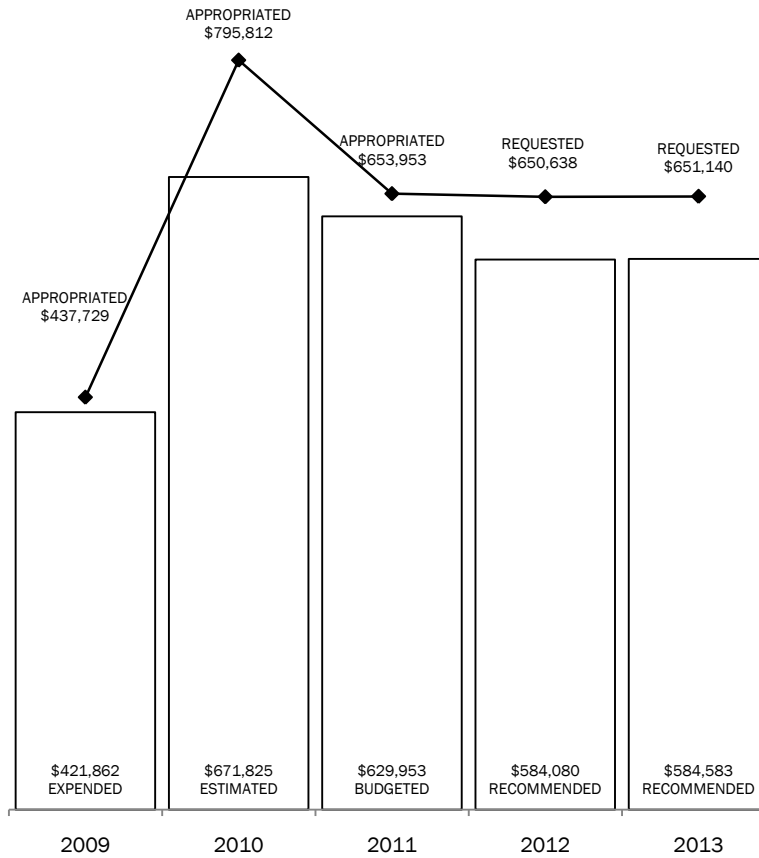 APPROPRIATED
$795,812
APPROPRIATED
$653,953
REQUESTED
$650,638
REQUESTED
$651,140
APPROPRIATED
$437,729
$421,862
EXPENDED
$671,825
ESTIMATED
$629,953
BUDGETED
$584,080
RECOMMENDED
$584,583
RECOMMENDED
2009
2010
2011
2012
2013